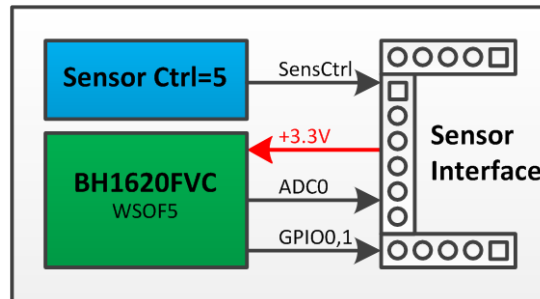 Sensor Ctrl=5
SensCtrl
+3.3V
BH1620FVC
WSOF5
ADC0
GPIO0,1
Sensor
Interface